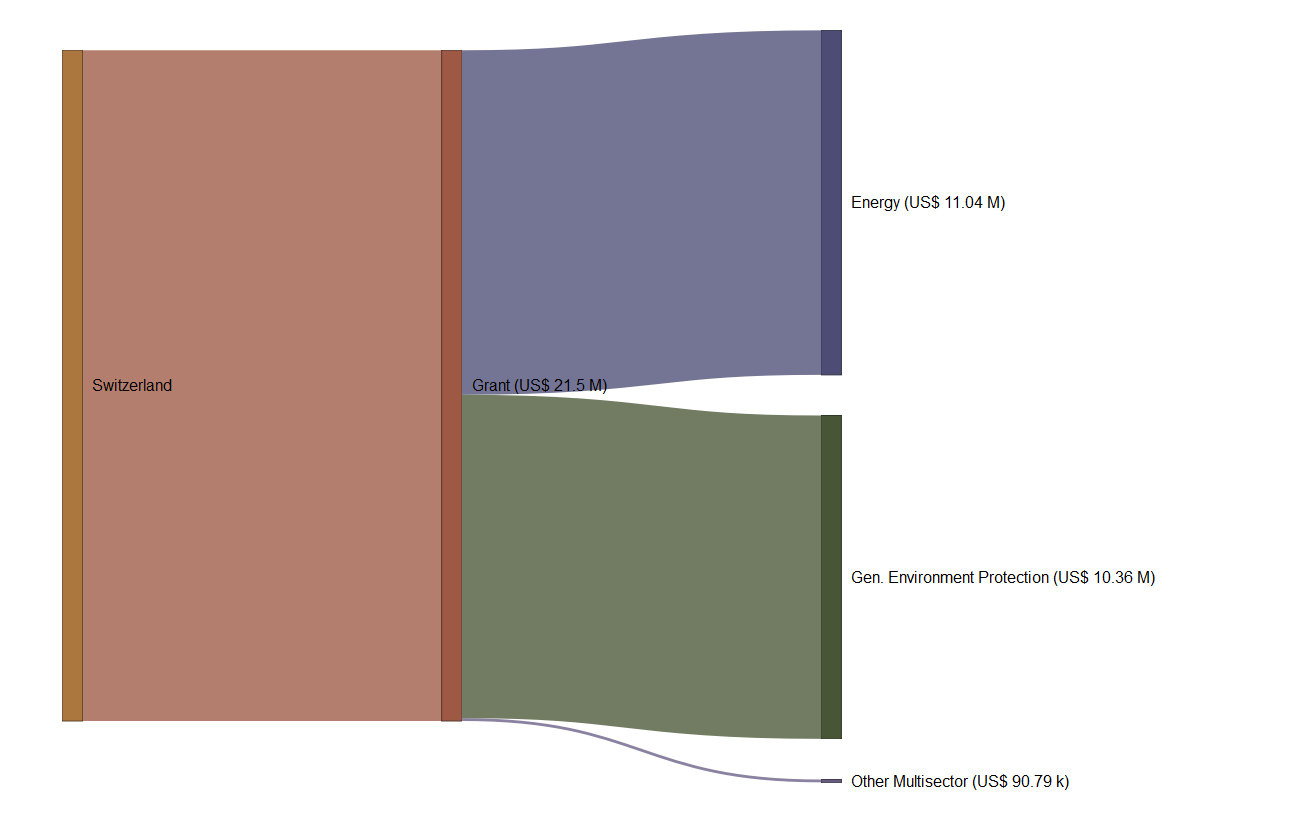 Energy (US$ 11.04 M)
Switzerland
Grant (US$ 21.5 M)
Gen. Environment Protection (US$ 10.36 M)
Other Multisector (US$ 90.79 k)